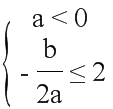 a < 0
- b/2a ≤ 2